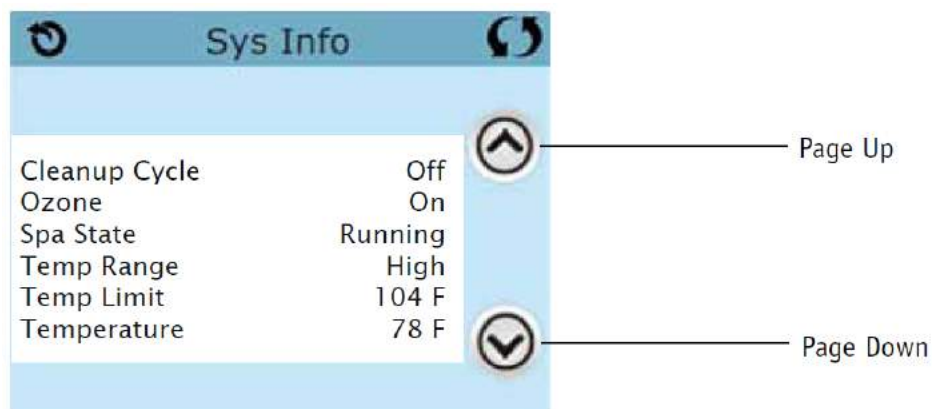 Sys Info
Page Up
Cleanup Cycle Off
Ozone On
Spa State Running
Temp Range High
Temp Limit 104 F
Temperature 78 F
Page Down